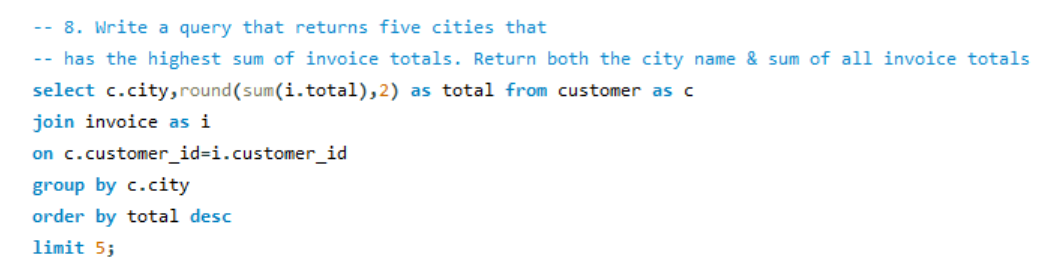 -- 8. Write a query that returns five cities that
-- has the highest sum of invoice totals. Return both the city name & sum of all invoice totals
select c.city,round(sum(i.total),2) as total from customer as c
join invoice as i
on c.customer_id=i.customer_id
group by c.city
order by total desc
limit 5;